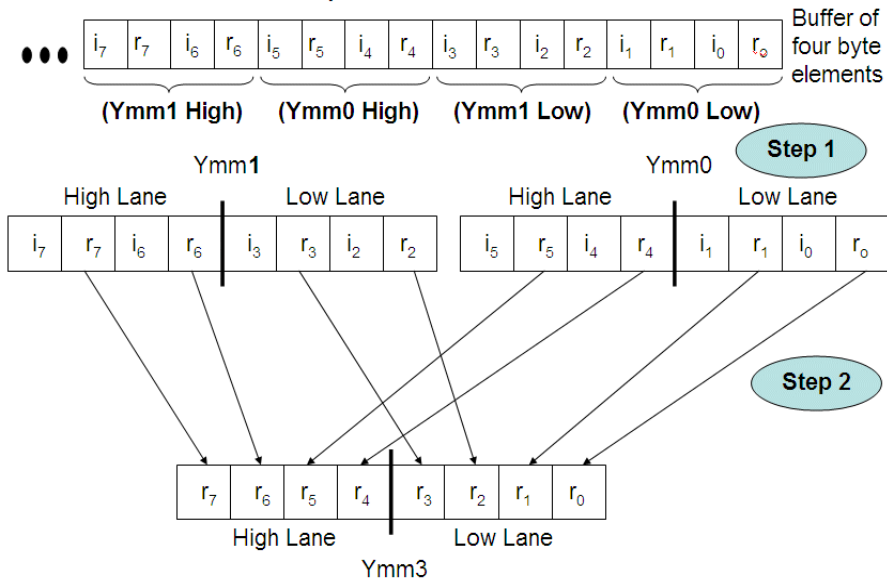 i₇ r₇ i₆ r₆ i₅ r₅ i₄ r₄ i₃ r₃ i₂ r₂ i₁ r₁ i₀ rₒ
Buffer of
four byte
elements
(Ymm1 High) (Ymm0 High) (Ymm1 Low) (Ymm0 Low)
Step 1
Ymm1 Ymm0
High Lane Low Lane High Lane Low Lane
i₇ r₇ i₆ r₆ i₃ r₃ i₂ r₂ i₅ r₅ i₄ r₄ i₁ r₁ i₀ rₒ
Step 2
r₇ r₆ r₅ r₄ r₃ r₂ r₁ r₀
High Lane Low Lane
Ymm3